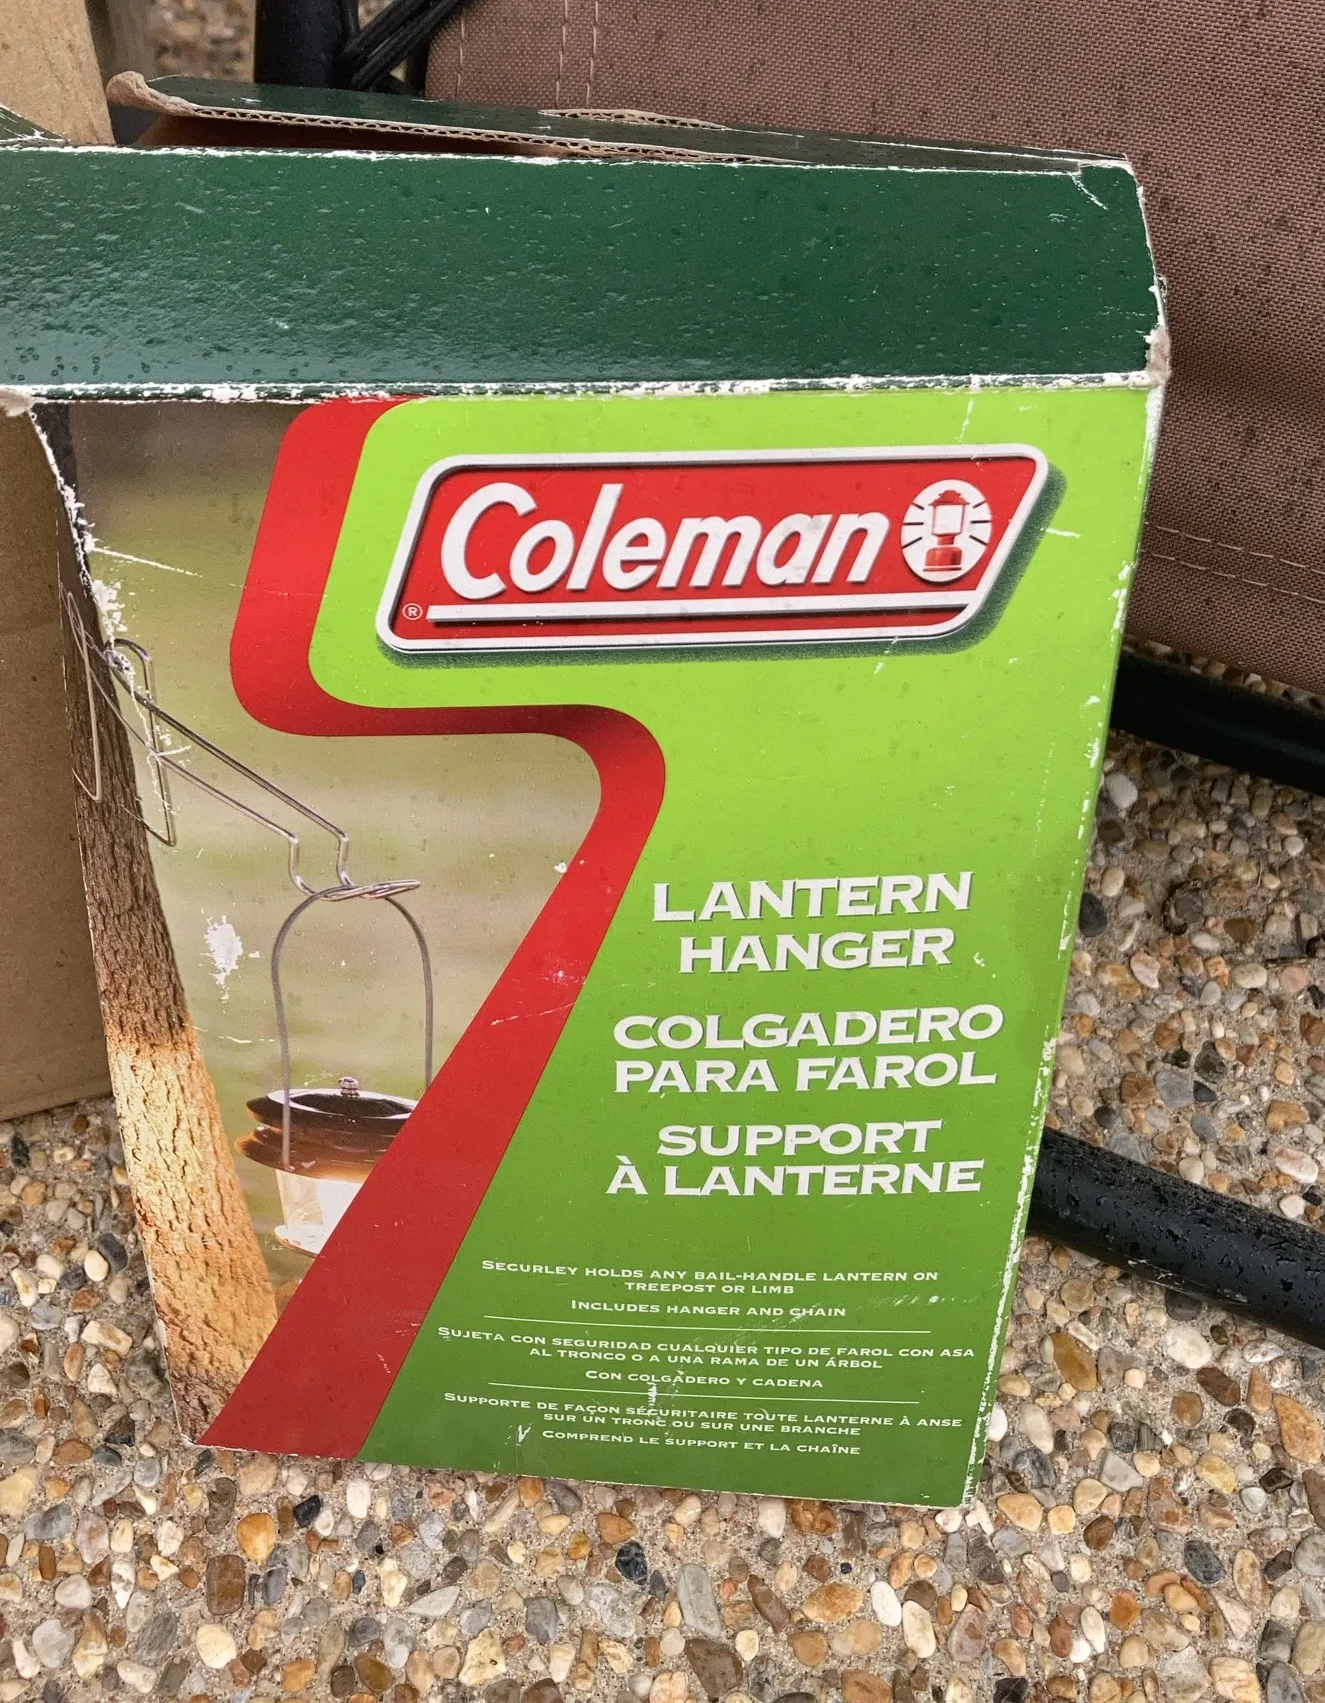 Coleman
®
LANTERN
HANGER
COLGADERO
PARA FAROL
SUPPORT
À LANTERNE
SECURLEY HOLDS ANY BAIL-HANDLE LANTERN ON
TREEPOST OR LIMB
INCLUDES HANGER AND CHAIN
SUJETA CON SEGURIDAD CUALQUIER TIPO DE FAROL CON ASA
AL TRONCO O A UNA RAMA DE UN ÁRBOL
CON COLGADERO Y CADENA
SUPPORTE DE FAÇON SÉCURITAIRE TOUTE LANTERNE À ANSE
SUR UN TRONC OU SUR UNE BRANCHE
COMPREND LE SUPPORT ET LA CHAÎNE